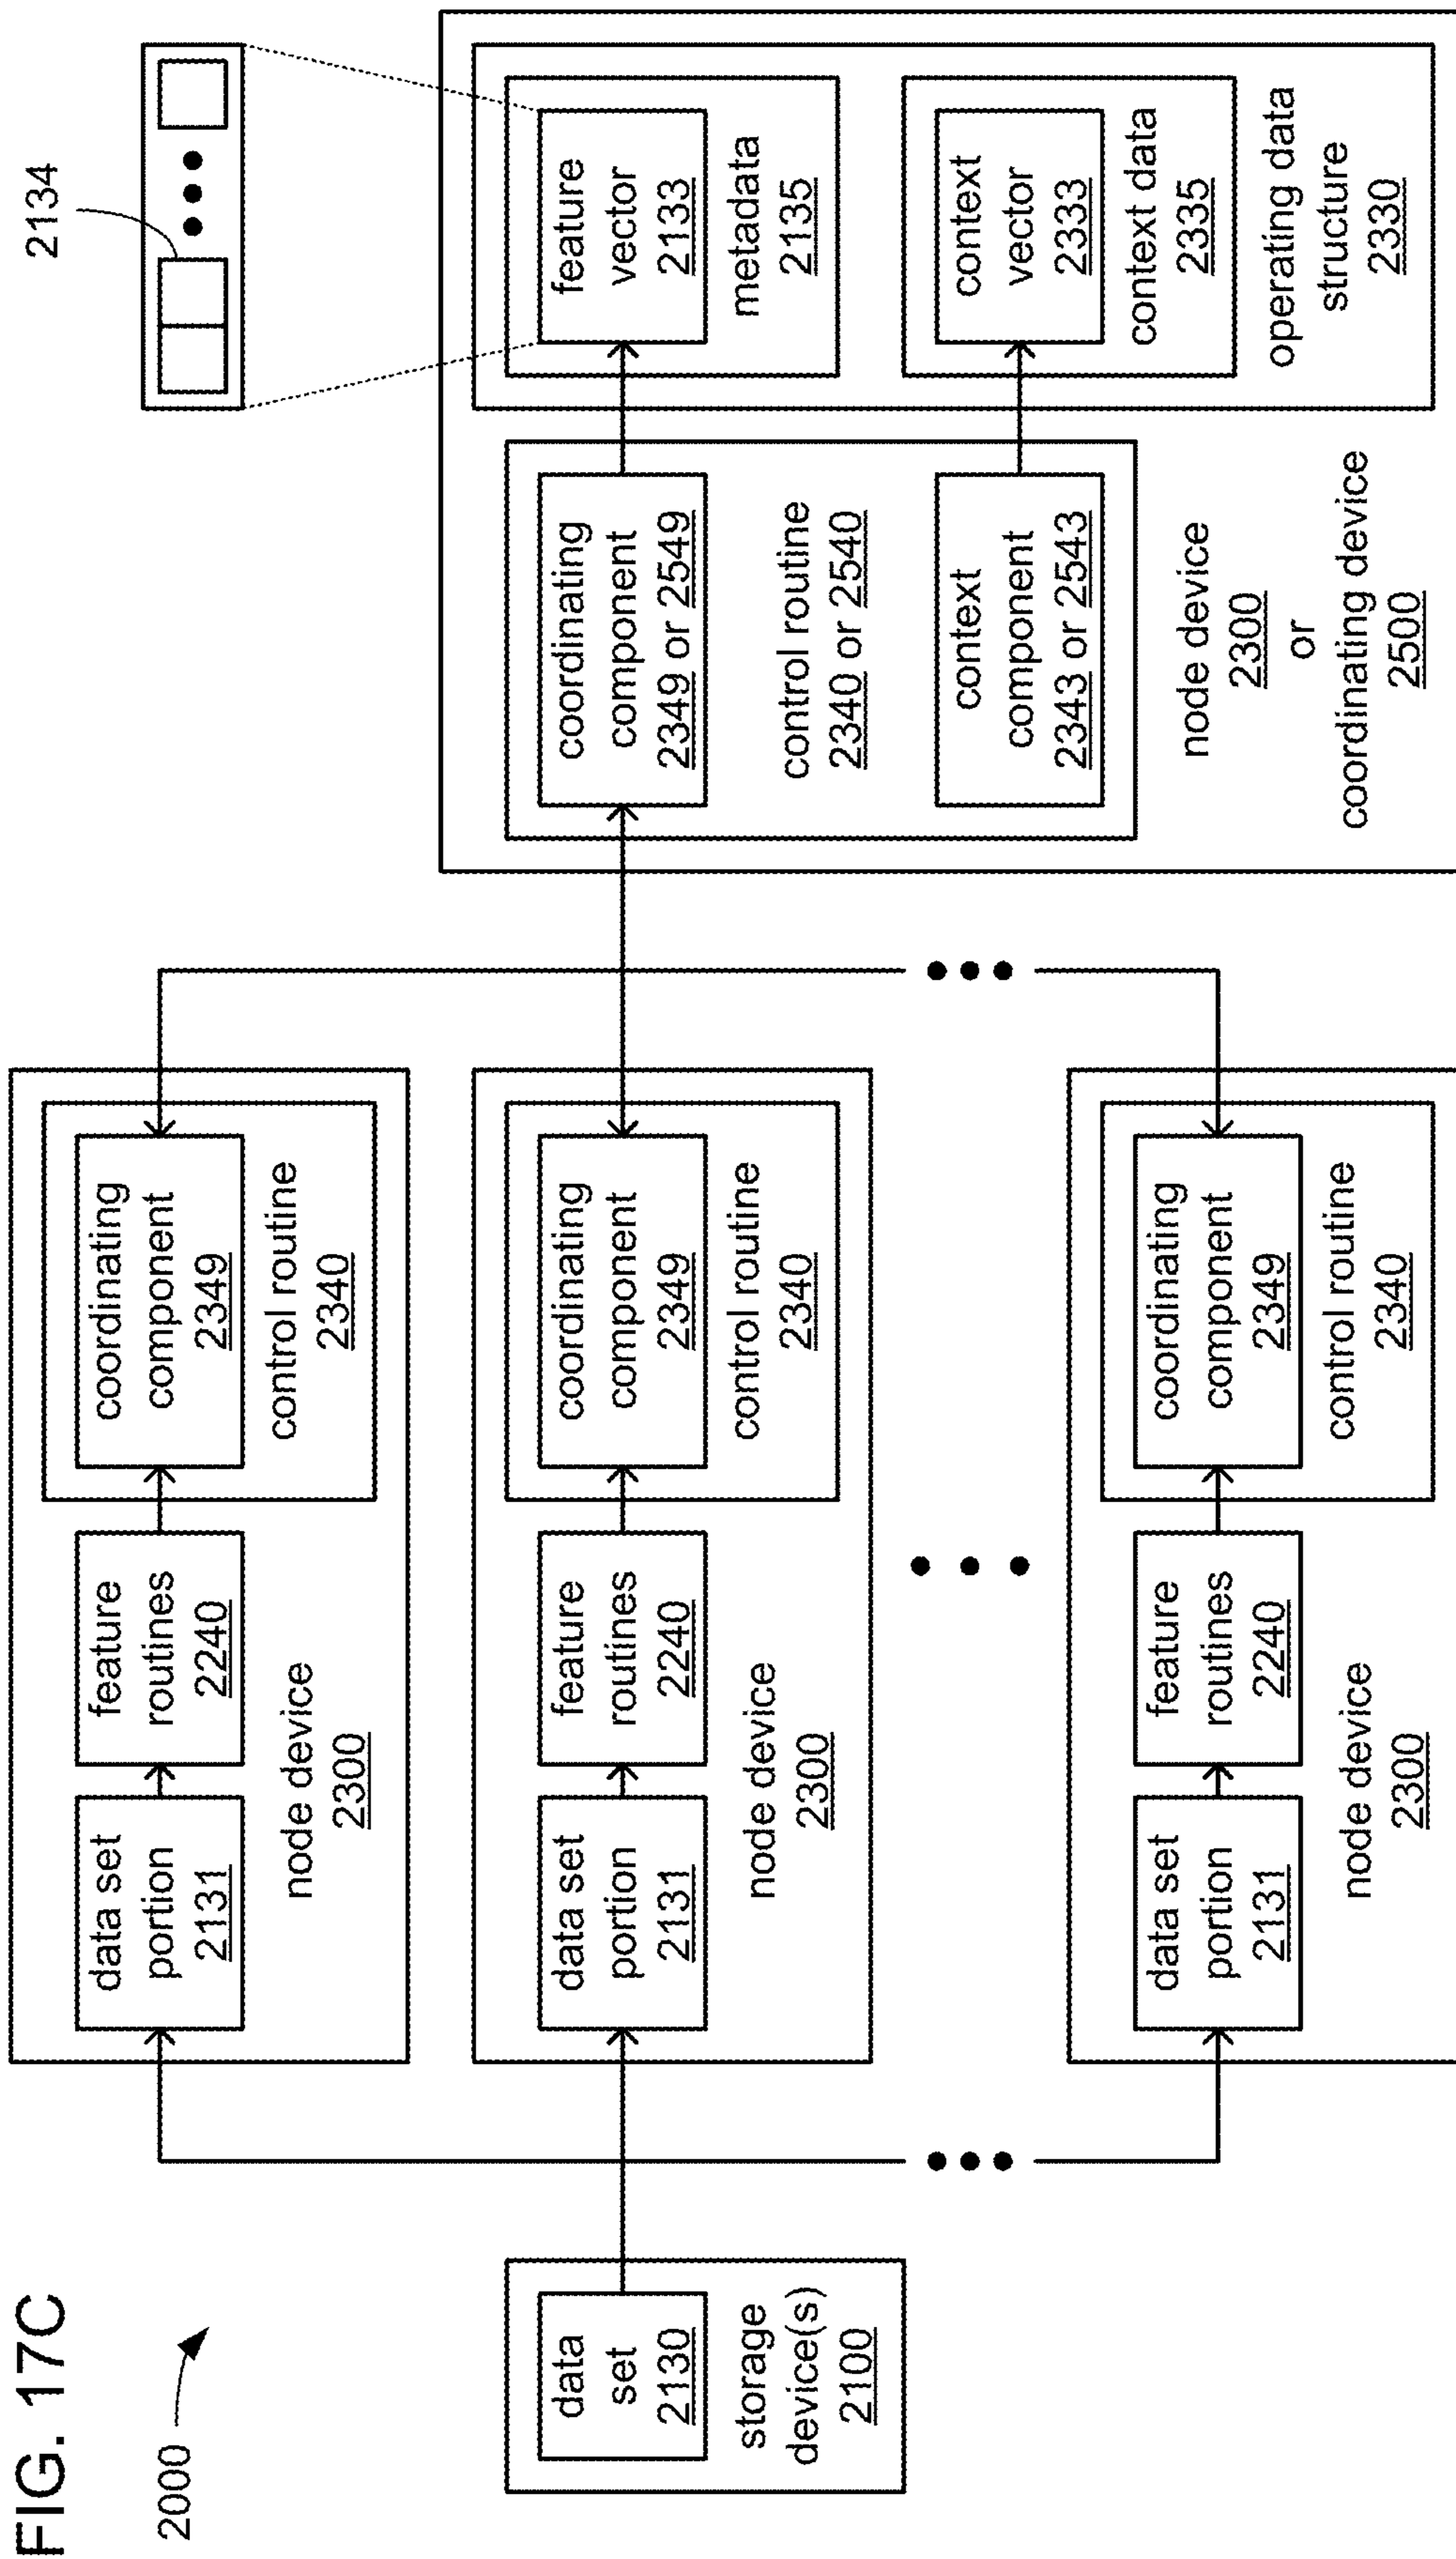 FIG. 17C
2000
data
set
2130
storage
device(s)
2100
data set
portion
2131
feature
routines
2240
coordinating
component
2349
control routine
2340
node device
2300
data set
portion
2131
feature
routines
2240
coordinating
component
2349
control routine
2340
node device
2300
data set
portion
2131
feature
routines
2240
coordinating
component
2349
control routine
2340
node device
2300
coordinating
component
2349 or 2549
control routine
2340 or 2540
context
component
2343 or 2543
node device
2300
or
coordinating device
2500
2134
feature
vector
2133
metadata
2135
context
vector
2333
context data
2335
operating data
structure
2330